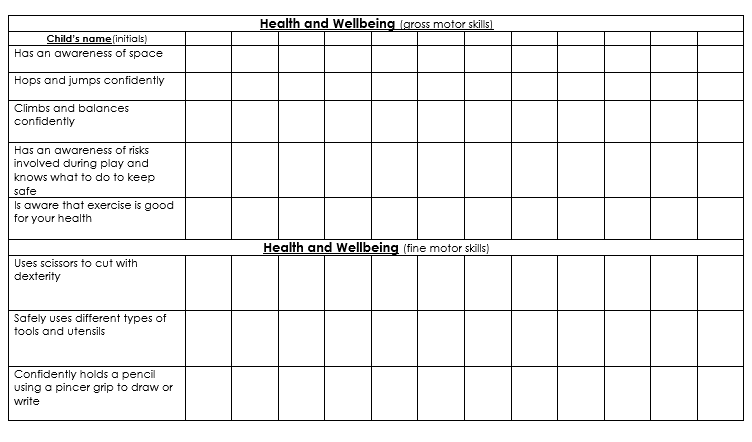 Health and Wellbeing (gross motor skills)
Child's name(initials)
Has an awareness of space
Hops and jumps confidently
Climbs and balances
confidently
Has an awareness of risks
involved during play and
knows what to do to keep
safe
Is aware that exercise is good
for your health
Health and Wellbeing (fine motor skills)
Uses scissors to cut with
dexterity
Safely uses different types of
tools and utensils
Confidently holds a pencil
using a pincer grip to draw or
write